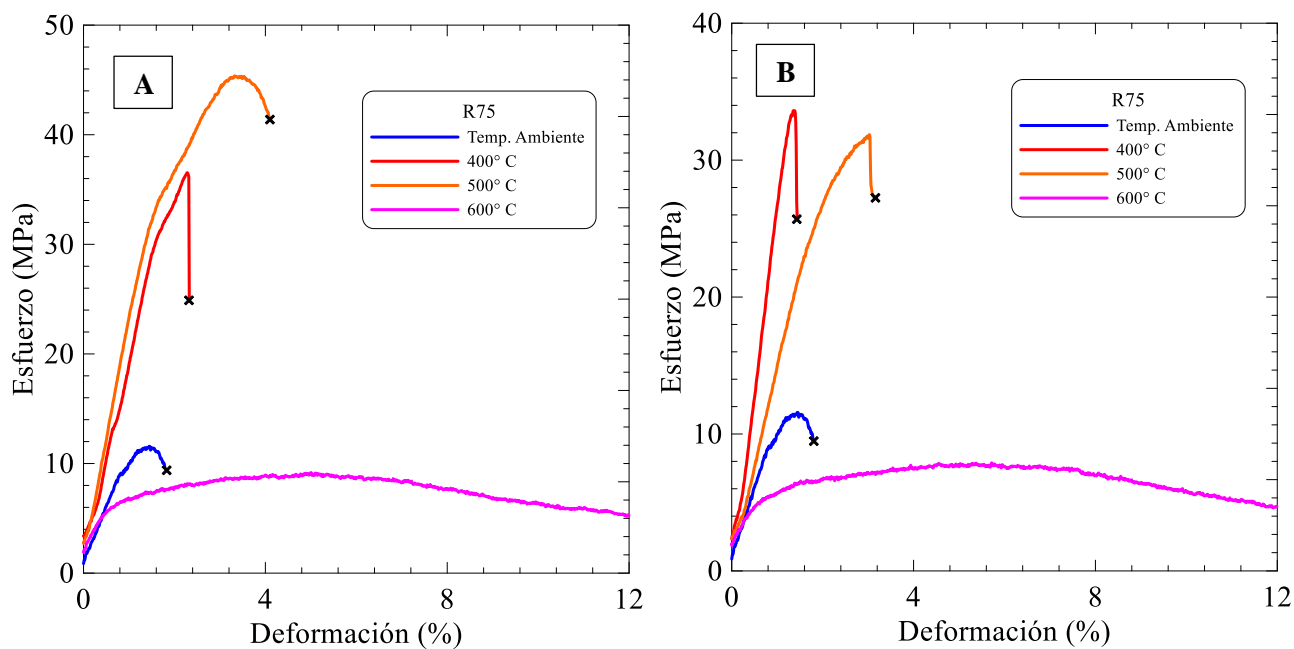 A
R75
Temp. Ambiente
400° C
500° C
600° C
50
40
30
20
10
0
Esfuerzo (MPa)
0 4 8 12
Deformación (%)
B
R75
Temp. Ambiente
400° C
500° C
600° C
40
30
20
10
0
Esfuerzo (MPa)
0 4 8 12
Deformación (%)